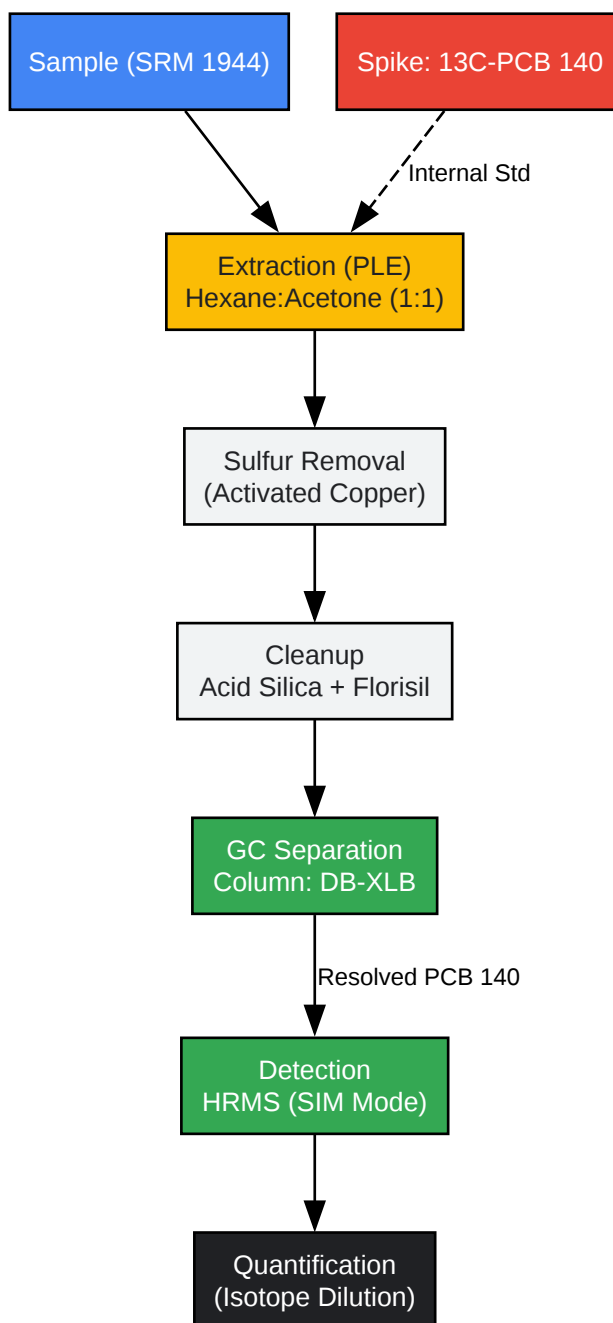 Sample (SRM 1944)
Spike: 13C-PCB 140
Internal Std
Extraction (PLE)
Hexane:Acetone (1:1)
Sulfur Removal
(Activated Copper)
Cleanup
Acid Silica + Florisil
GC Separation
Column: DB-XLB
Resolved PCB 140
Detection
HRMS (SIM Mode)
Quantification
(Isotope Dilution)